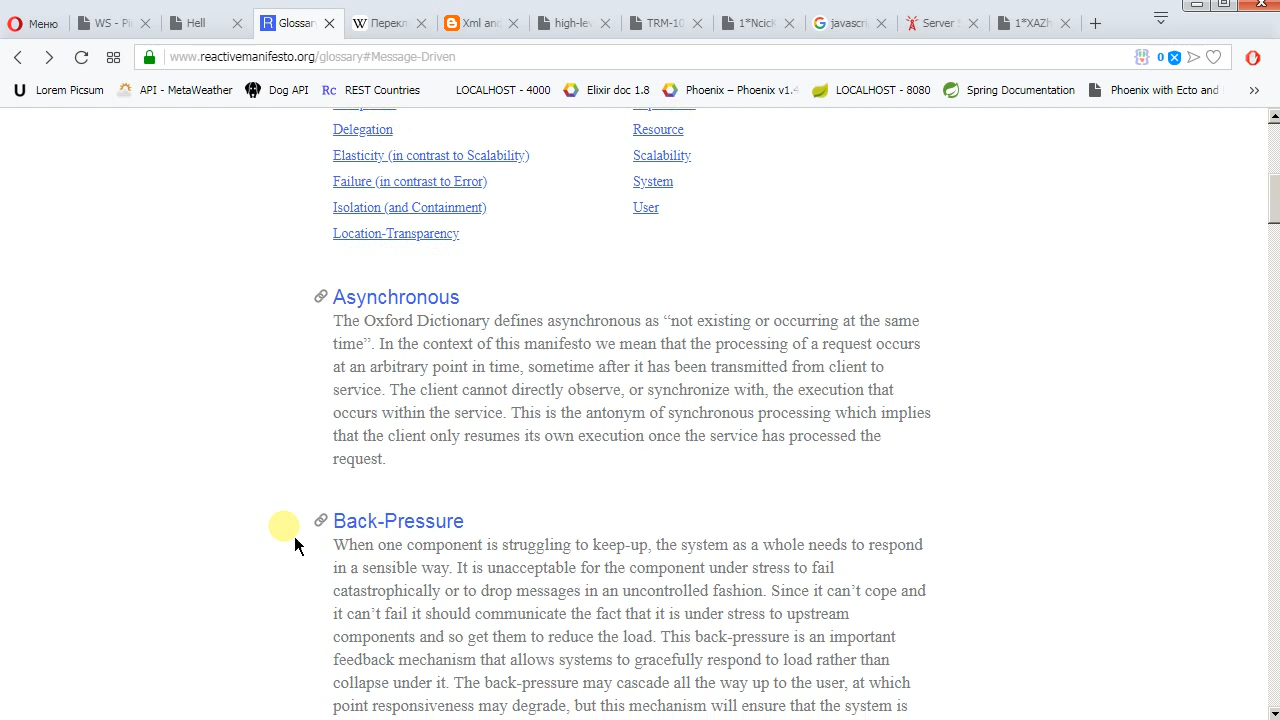 Меню
WS - Pi
Hell
Glossar
Перекл
Xml and
high-le
TRM-10
1*NcicK
javascri
Server S
1*XAZh
www.reactivemanifesto.org/glossary#Message-Driven
0
Lorem Picsum
API - MetaWeather
Dog API
Rc REST Countries
LOCALHOST - 4000
Elixir doc 1.8
Phoenix – Phoenix v1.4
LOCALHOST - 8080
Spring Documentation
Phoenix with Ecto and
Delegation
Resource
Elasticity (in contrast to Scalability)
Scalability
Failure (in contrast to Error)
System
Isolation (and Containment)
User
Location-Transparency
Asynchronous
The Oxford Dictionary defines asynchronous as “not existing or occurring at the same
time”. In the context of this manifesto we mean that the processing of a request occurs
at an arbitrary point in time, sometime after it has been transmitted from client to
service. The client cannot directly observe, or synchronize with, the execution that
occurs within the service. This is the antonym of synchronous processing which implies
that the client only resumes its own execution once the service has processed the
request.
Back-Pressure
When one component is struggling to keep-up, the system as a whole needs to respond
in a sensible way. It is unacceptable for the component under stress to fail
catastrophically or to drop messages in an uncontrolled fashion. Since it can’t cope and
it can’t fail it should communicate the fact that it is under stress to upstream
components and so get them to reduce the load. This back-pressure is an important
feedback mechanism that allows systems to gracefully respond to load rather than
collapse under it. The back-pressure may cascade all the way up to the user, at which
point responsiveness may degrade, but this mechanism will ensure that the system is